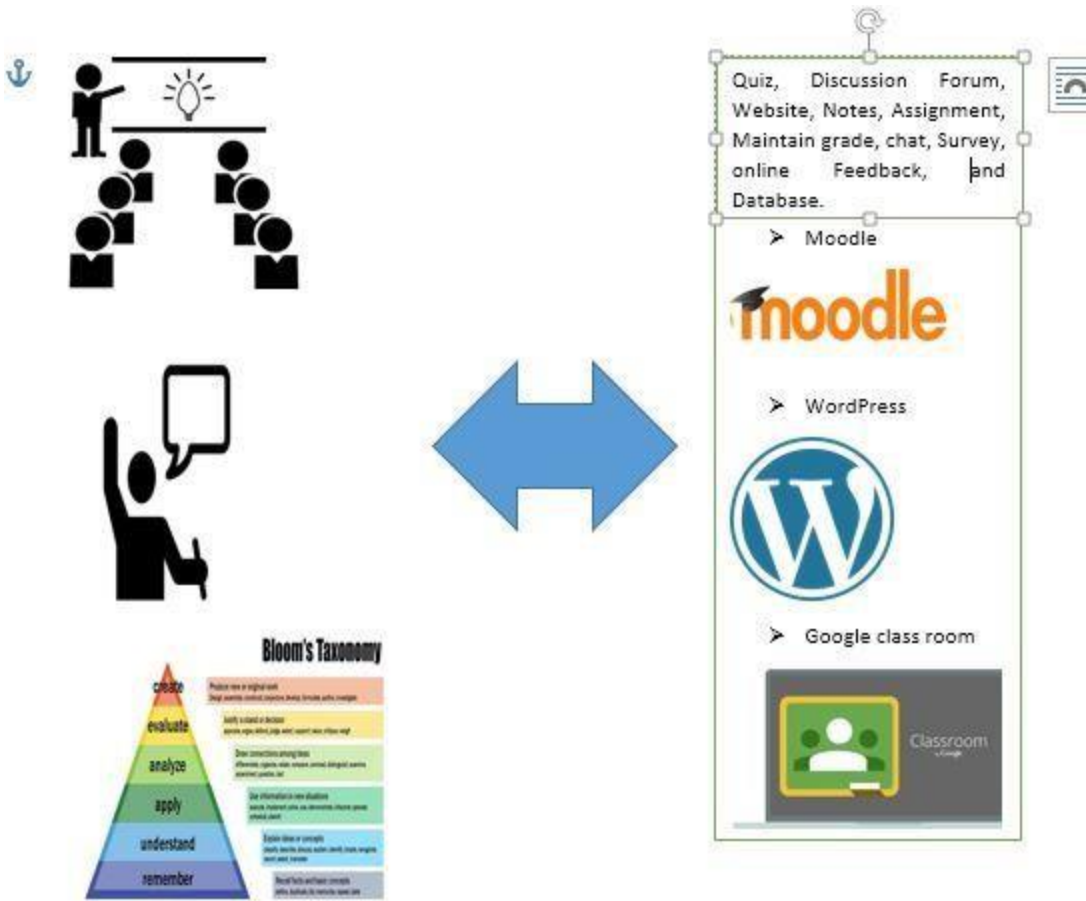 Quiz, Discussion Forum,
Website, Notes, Assignment,
Maintain grade, chat, Survey,
online Feedback, and
Database.
➤ Moodle
moodle
➤ WordPress
W
➤ Google class room
Classroom
by Google
Bloom's Taxonomy
create
Produce new or original work
evaluate
Justify a stand or decision
analyze
Draw connections among ideas
apply
Use information in new situations
understand
Explain ideas or concepts
remember
Recall facts and basic concepts